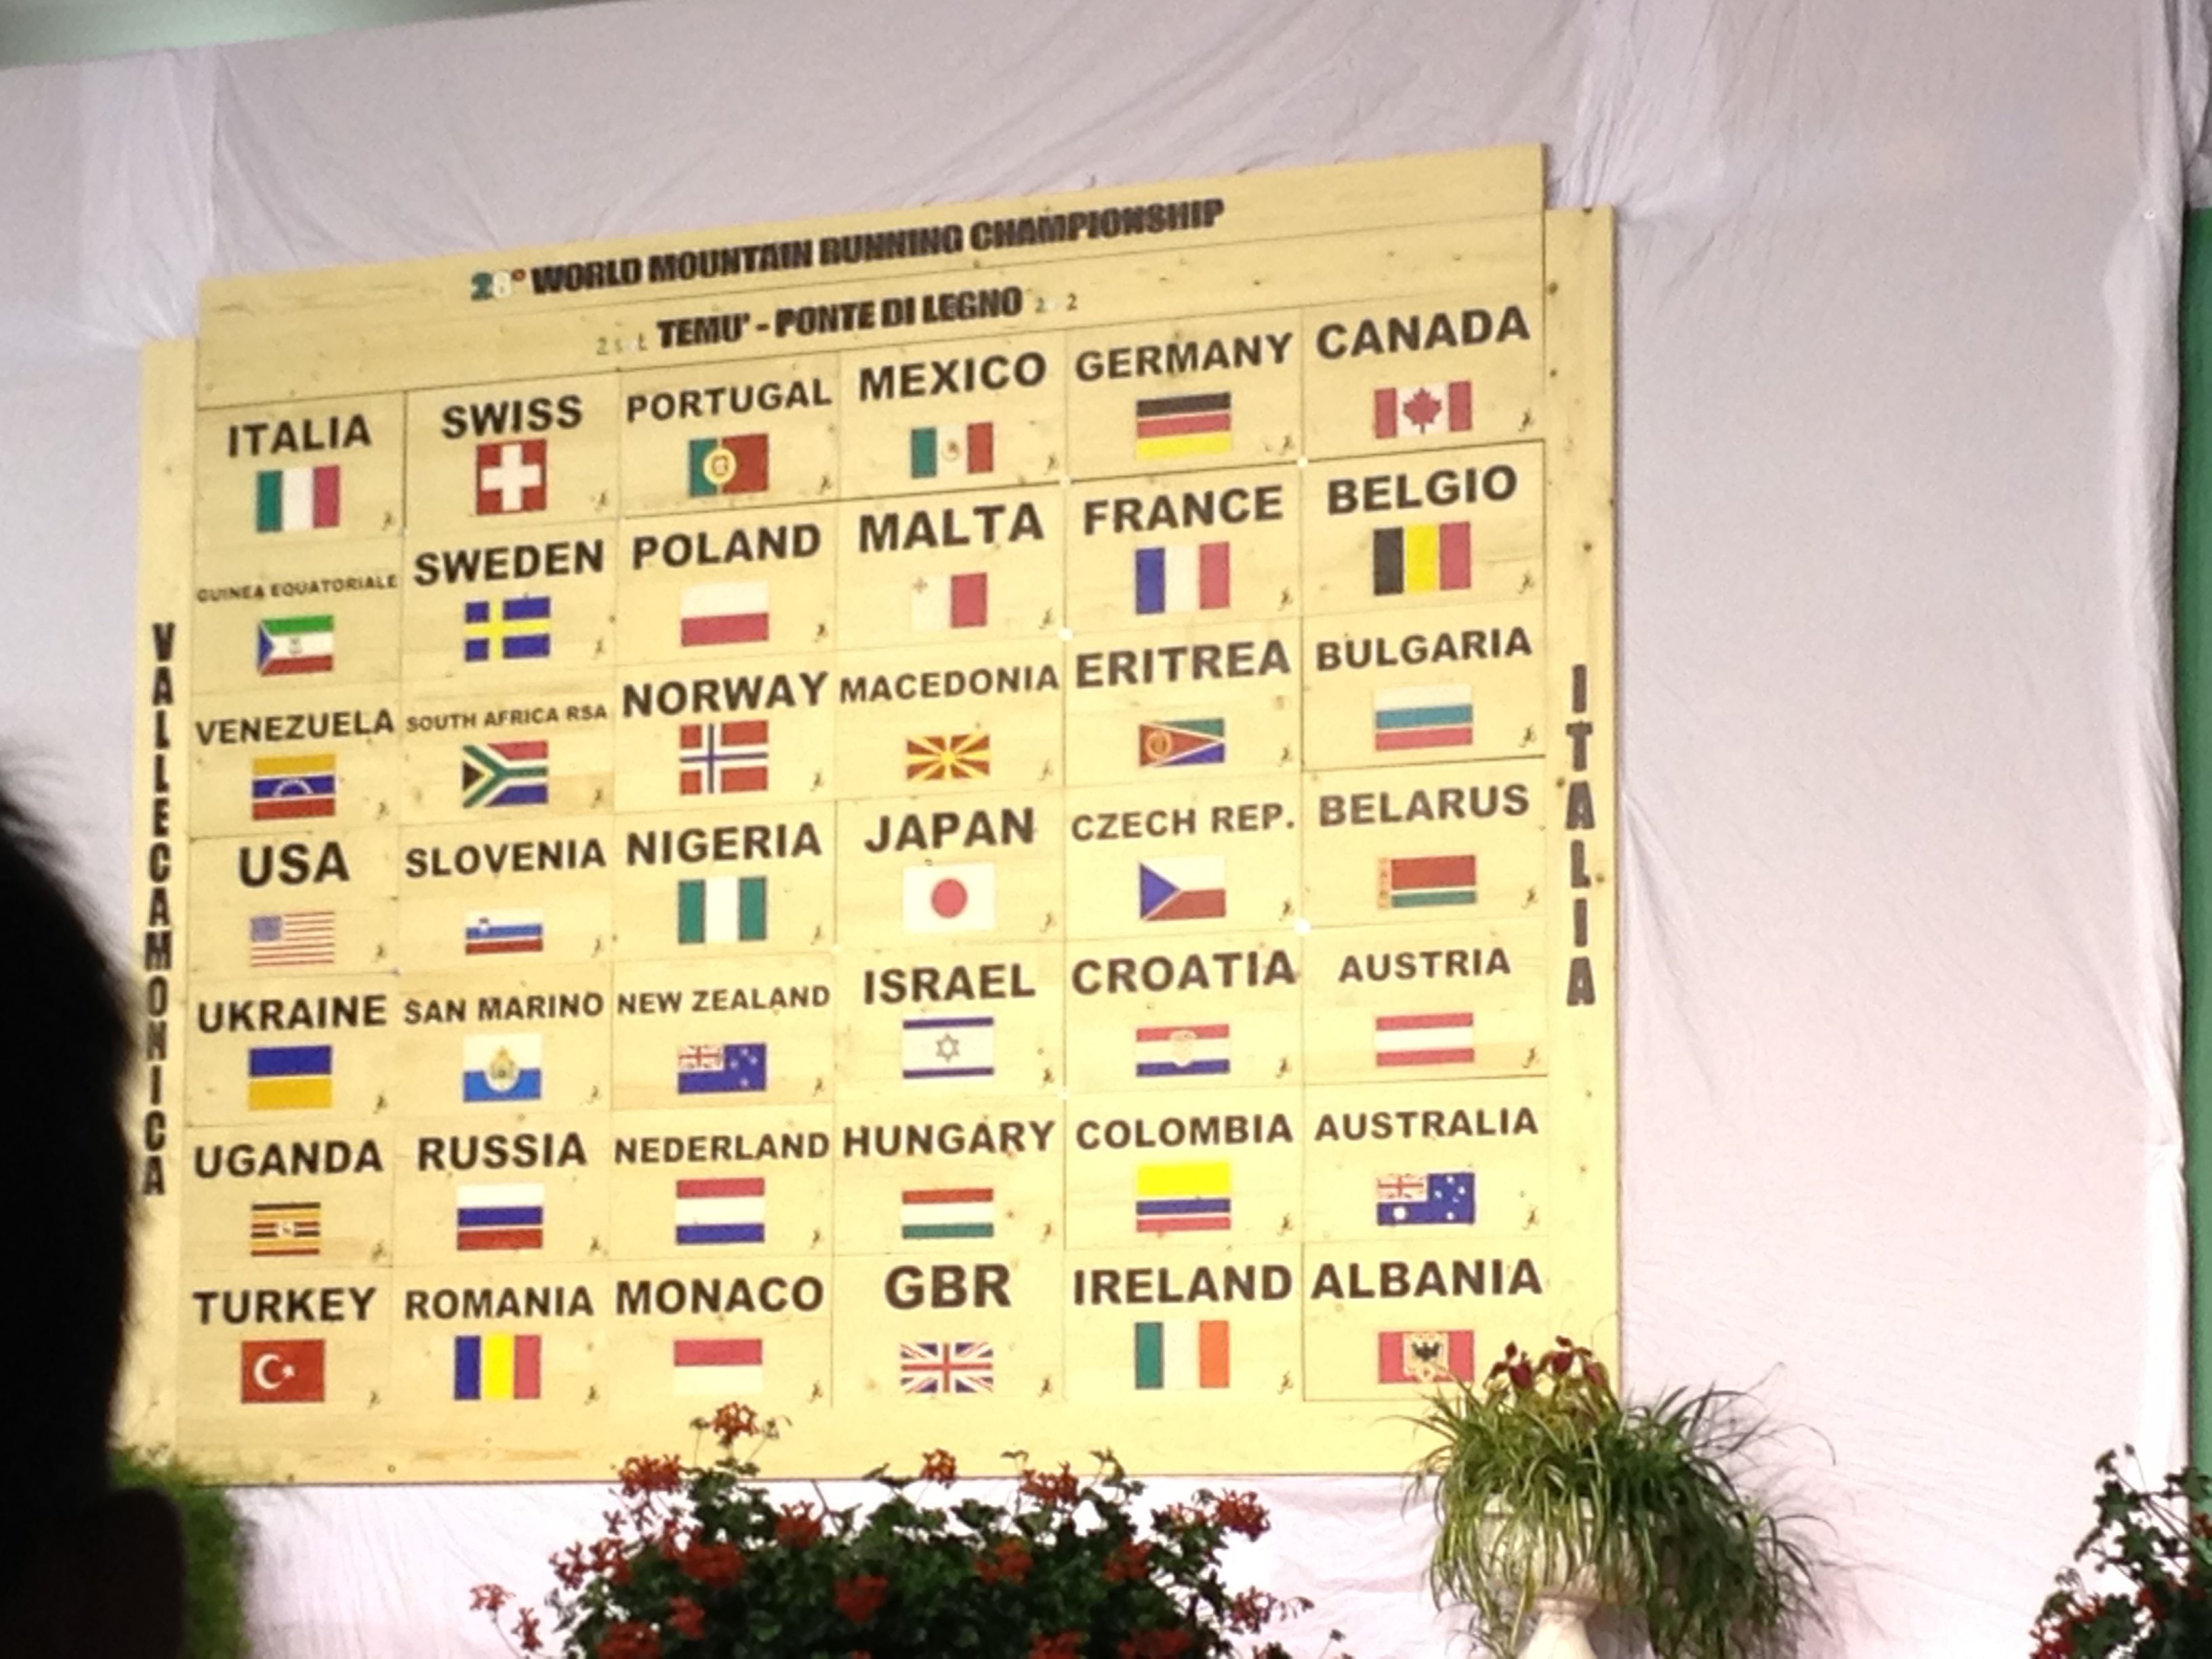 28° WORLD MOUNTAIN RUNNING CHAMPIONSHIP
TEMU' - PONTE DI LEGNO
ITALIA SWISS PORTUGAL MEXICO GERMANY CANADA
GUINEA EQUATORIALE SWEDEN POLAND MALTA FRANCE BELGIO
VENEZUELA SOUTH AFRICA RSA NORWAY MACEDONIA ERITREA BULGARIA
USA SLOVENIA NIGERIA JAPAN CZECH REP. BELARUS
UKRAINE SAN MARINO NEW ZEALAND ISRAEL CROATIA AUSTRIA
UGANDA RUSSIA NEDERLAND HUNGARY COLOMBIA AUSTRALIA
TURKEY ROMANIA MONACO GBR IRELAND ALBANIA
VALLECAMONICA
ITALIA